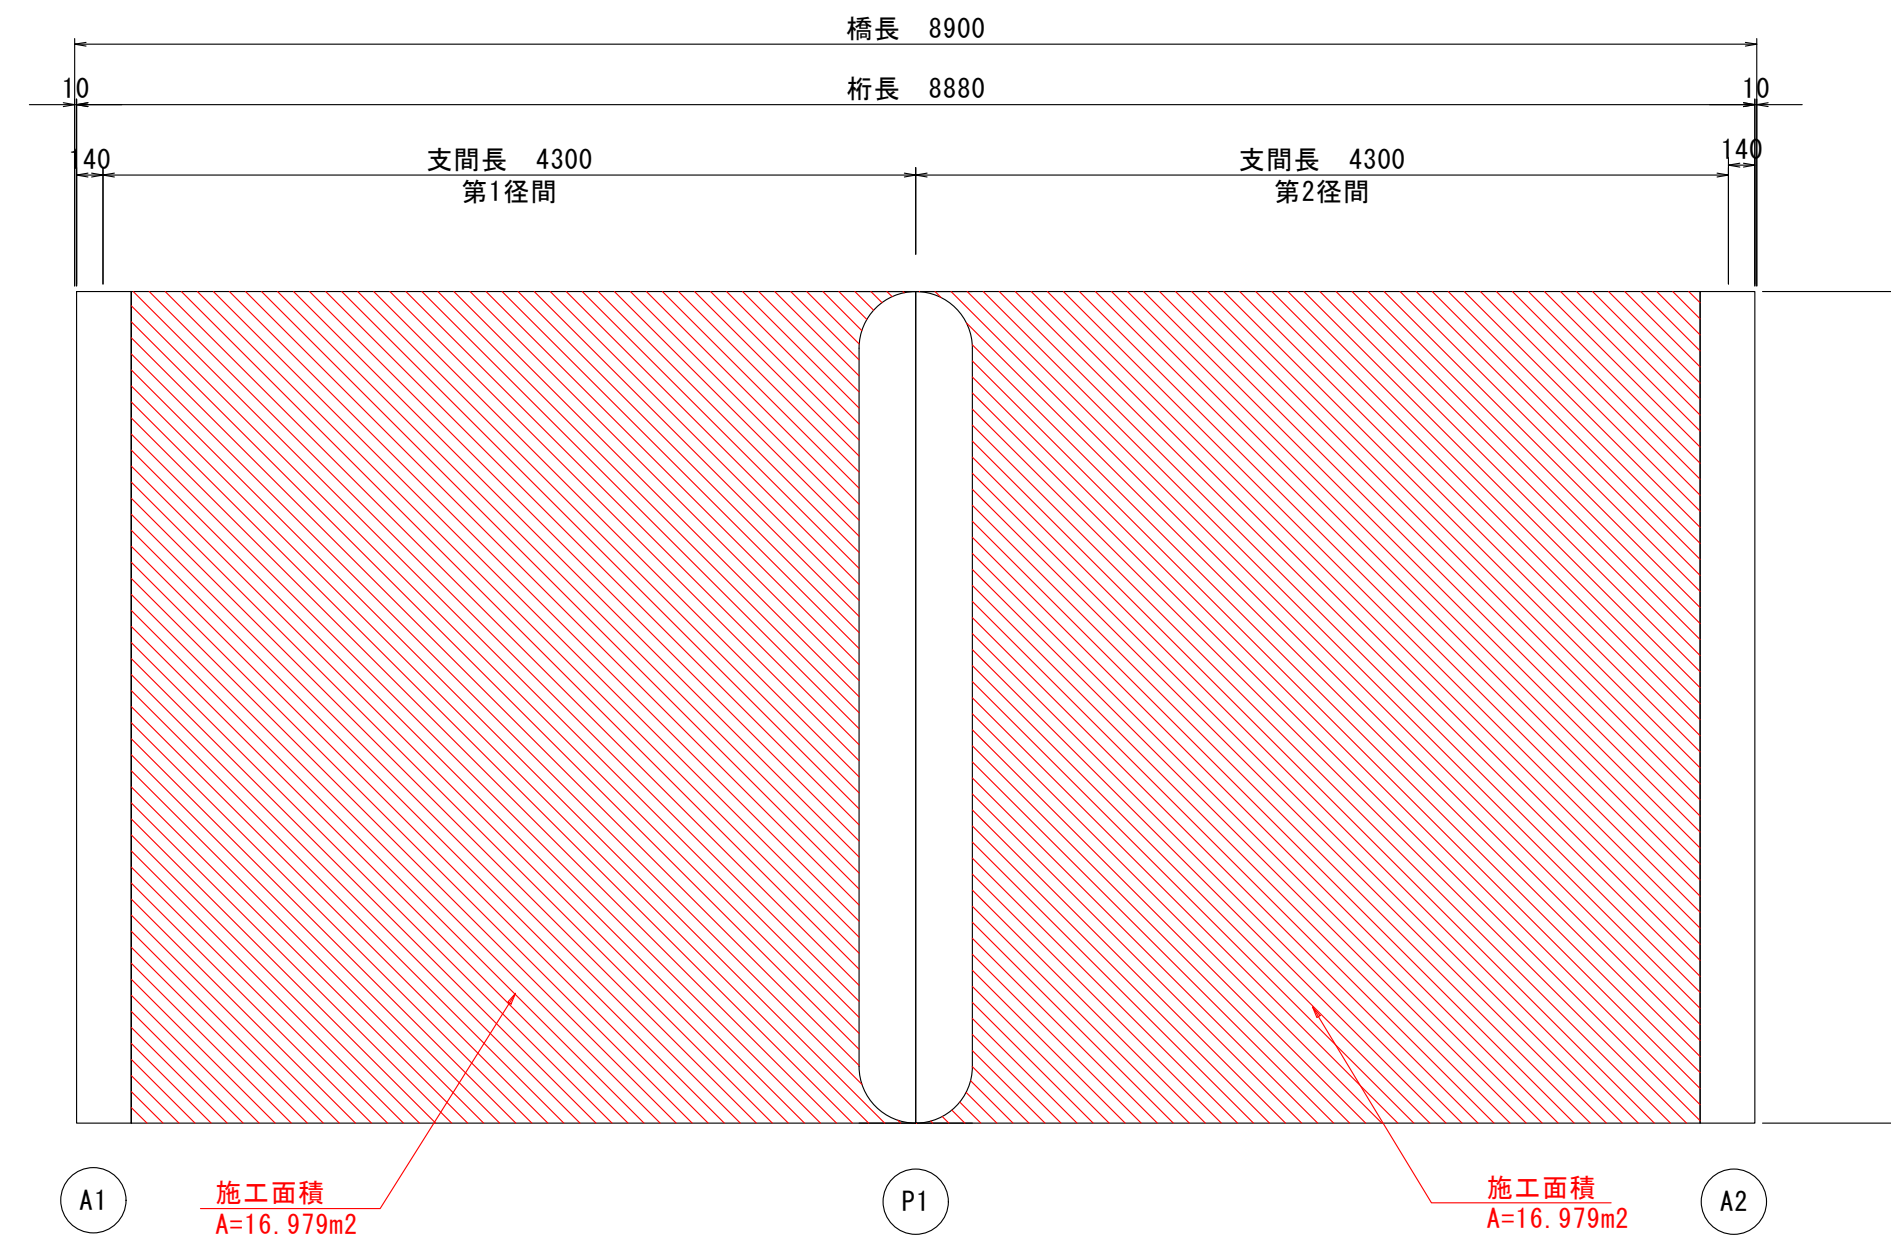 橋長　8900
10
桁長　8880
10
140
支間長　4300
支間長　4300
140
第1径間
第2径間
施工面積
A=16.979m2
施工面積
A=16.979m2
A1
P1
A2